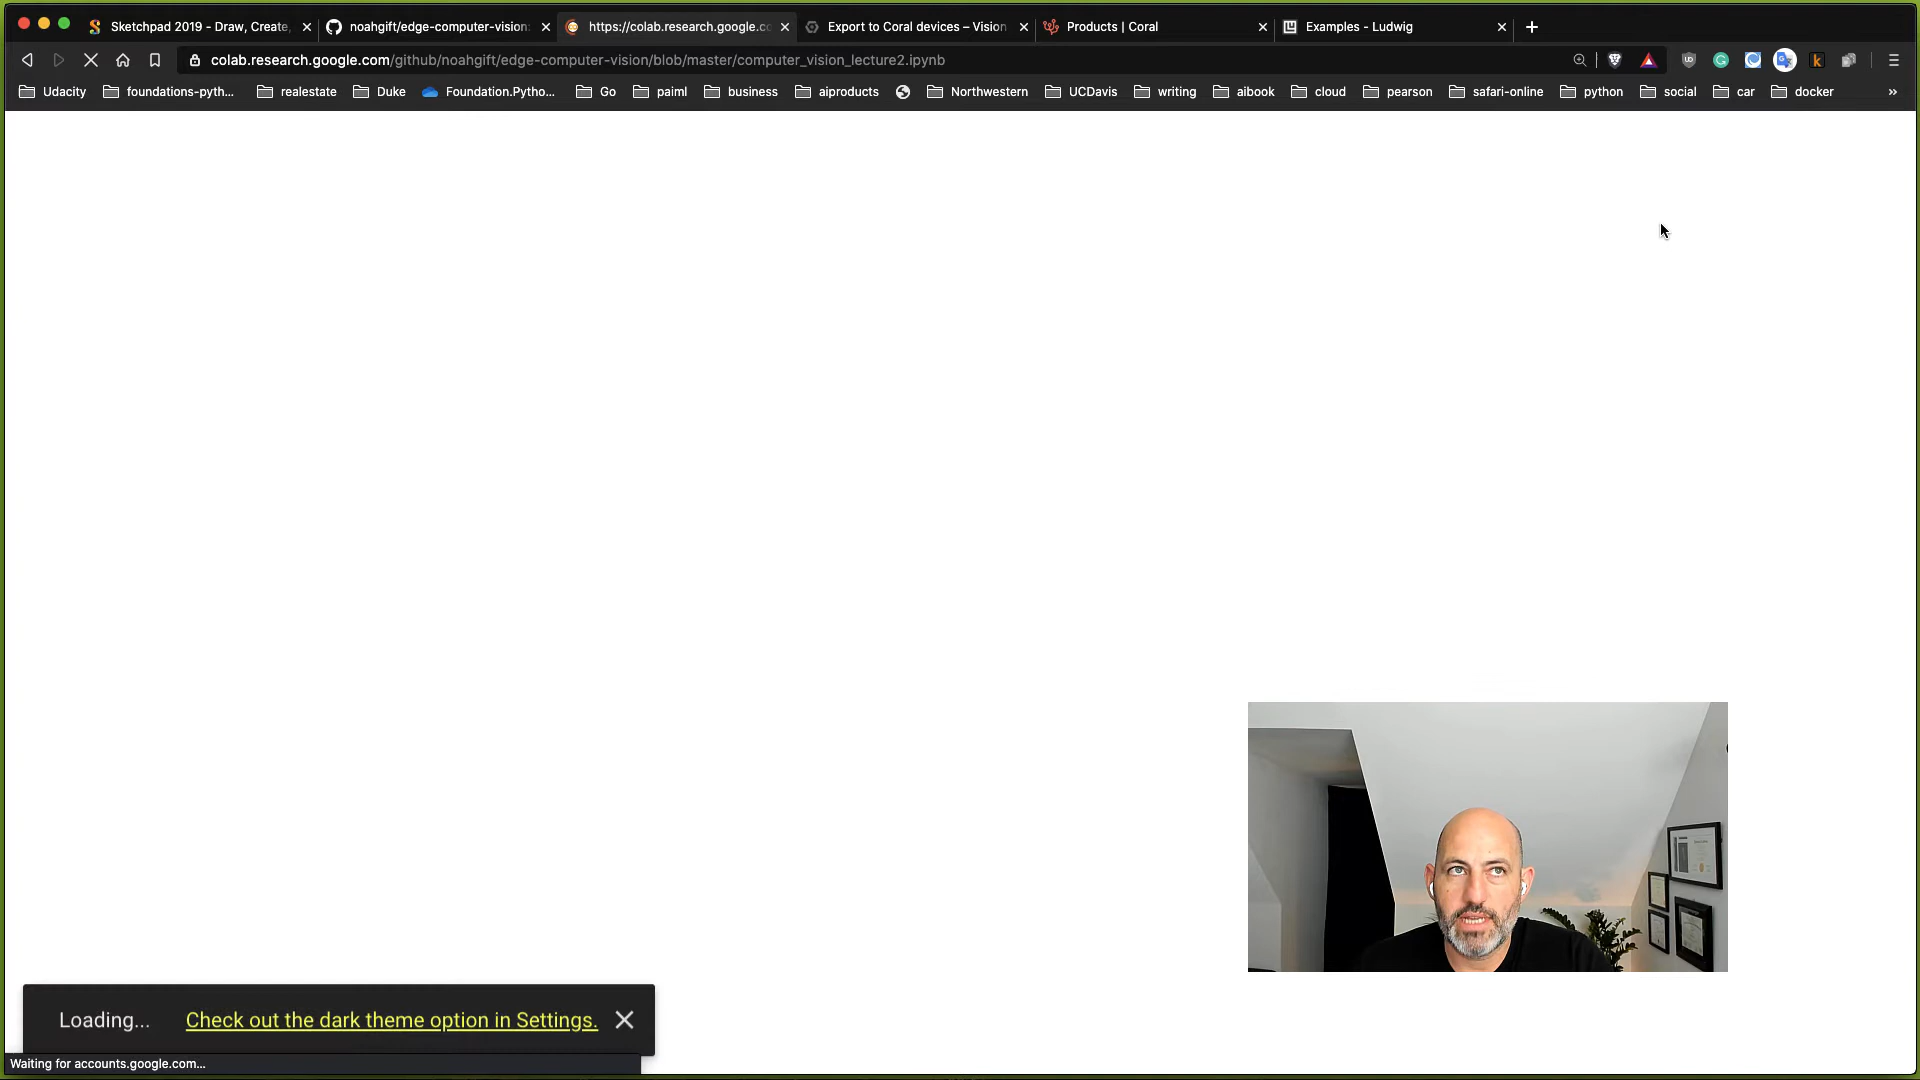 Sketchpad 2019 - Draw, Create,
noahgift/edge-computer-vision:
https://colab.research.google.co
Export to Coral devices – Vision
Products | Coral
Examples - Ludwig
colab.research.google.com/github/noahgift/edge-computer-vision/blob/master/computer_vision_lecture2.ipynb
Udacity
foundations-pyth...
realestate
Duke
Foundation.Pytho...
Go
paiml
business
aiproducts
Northwestern
UCDavis
writing
aibook
cloud
pearson
safari-online
python
social
car
docker
»
Loading... Check out the dark theme option in Settings.
Waiting for accounts.google.com...